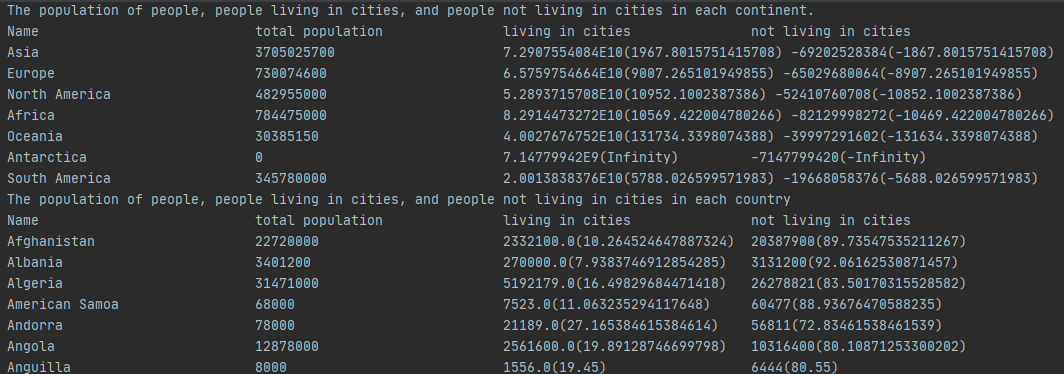 The population of people, people living in cities, and people not living in cities in each continent.
Name total population living in cities not living in cities
Asia 3705025700 7.2907554084E10(1967.8015751415708) -69202528384(-1867.8015751415708)
Europe 730074600 6.5759754664E10(9007.265101949855) -65029680064(-8907.265101949855)
North America 482955000 5.2893715708E10(10952.1002387386) -52410760708(-10852.1002387386)
Africa 784475000 8.2914473272E10(10569.422004780266) -82129998272(-10469.422004780266)
Oceania 30385150 4.0027676752E10(131734.3398074388) -39997291602(-131634.3398074388)
Antarctica 0 7.14779942E9(Infinity) -7147799420(-Infinity)
South America 345780000 2.0013838376E10(5788.026599571983) -19668058376(-5688.026599571983)
The population of people, people living in cities, and people not living in cities in each country
Name total population living in cities not living in cities
Afghanistan 22720000 2332100.0(10.264524647887324) 20387900(89.73547535211267)
Albania 3401200 270000.0(7.9383746912854285) 3131200(92.06162530871457)
Algeria 31471000 5192179.0(16.49829684471418) 26278821(83.50170315528582)
American Samoa 68000 7523.0(11.063235294117648) 60477(88.93676470588235)
Andorra 78000 21189.0(27.165384615384614) 56811(72.83461538461539)
Angola 12878000 2561600.0(19.89128746699798) 10316400(80.10871253300202)
Anguilla 8000 1556.0(19.45) 6444(80.55)